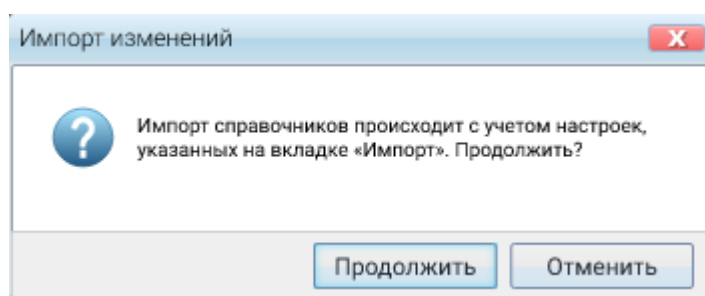 Импорт изменений
Импорт справочников происходит с учетом настроек,
указанных на вкладке «Импорт». Продолжить?
Продолжить
Отменить